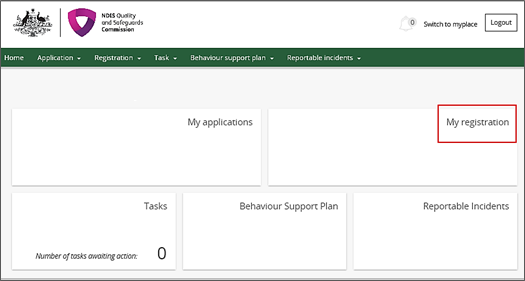 NDIS Quality
and Safeguards
Commission
0
Switch to myplace
Logout
Home Application Registration Task Behaviour support plan Reportable incidents
My applications
My registration
Tasks
Number of tasks awaiting action: 0
Behaviour Support Plan
Reportable Incidents